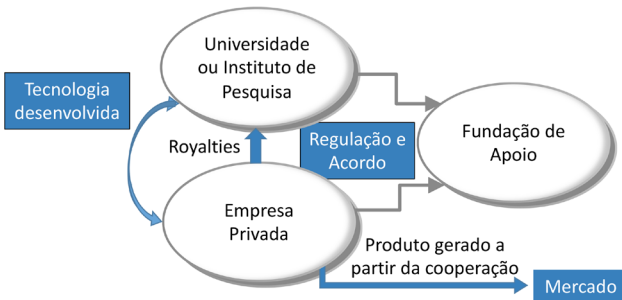 Universidade
ou Instituto de
Pesquisa
Tecnologia
desenvolvida
Royalties
Regulação e
Acordo
Fundação de
Apoio
Empresa
Privada
Produto gerado a
partir da cooperação
Mercado